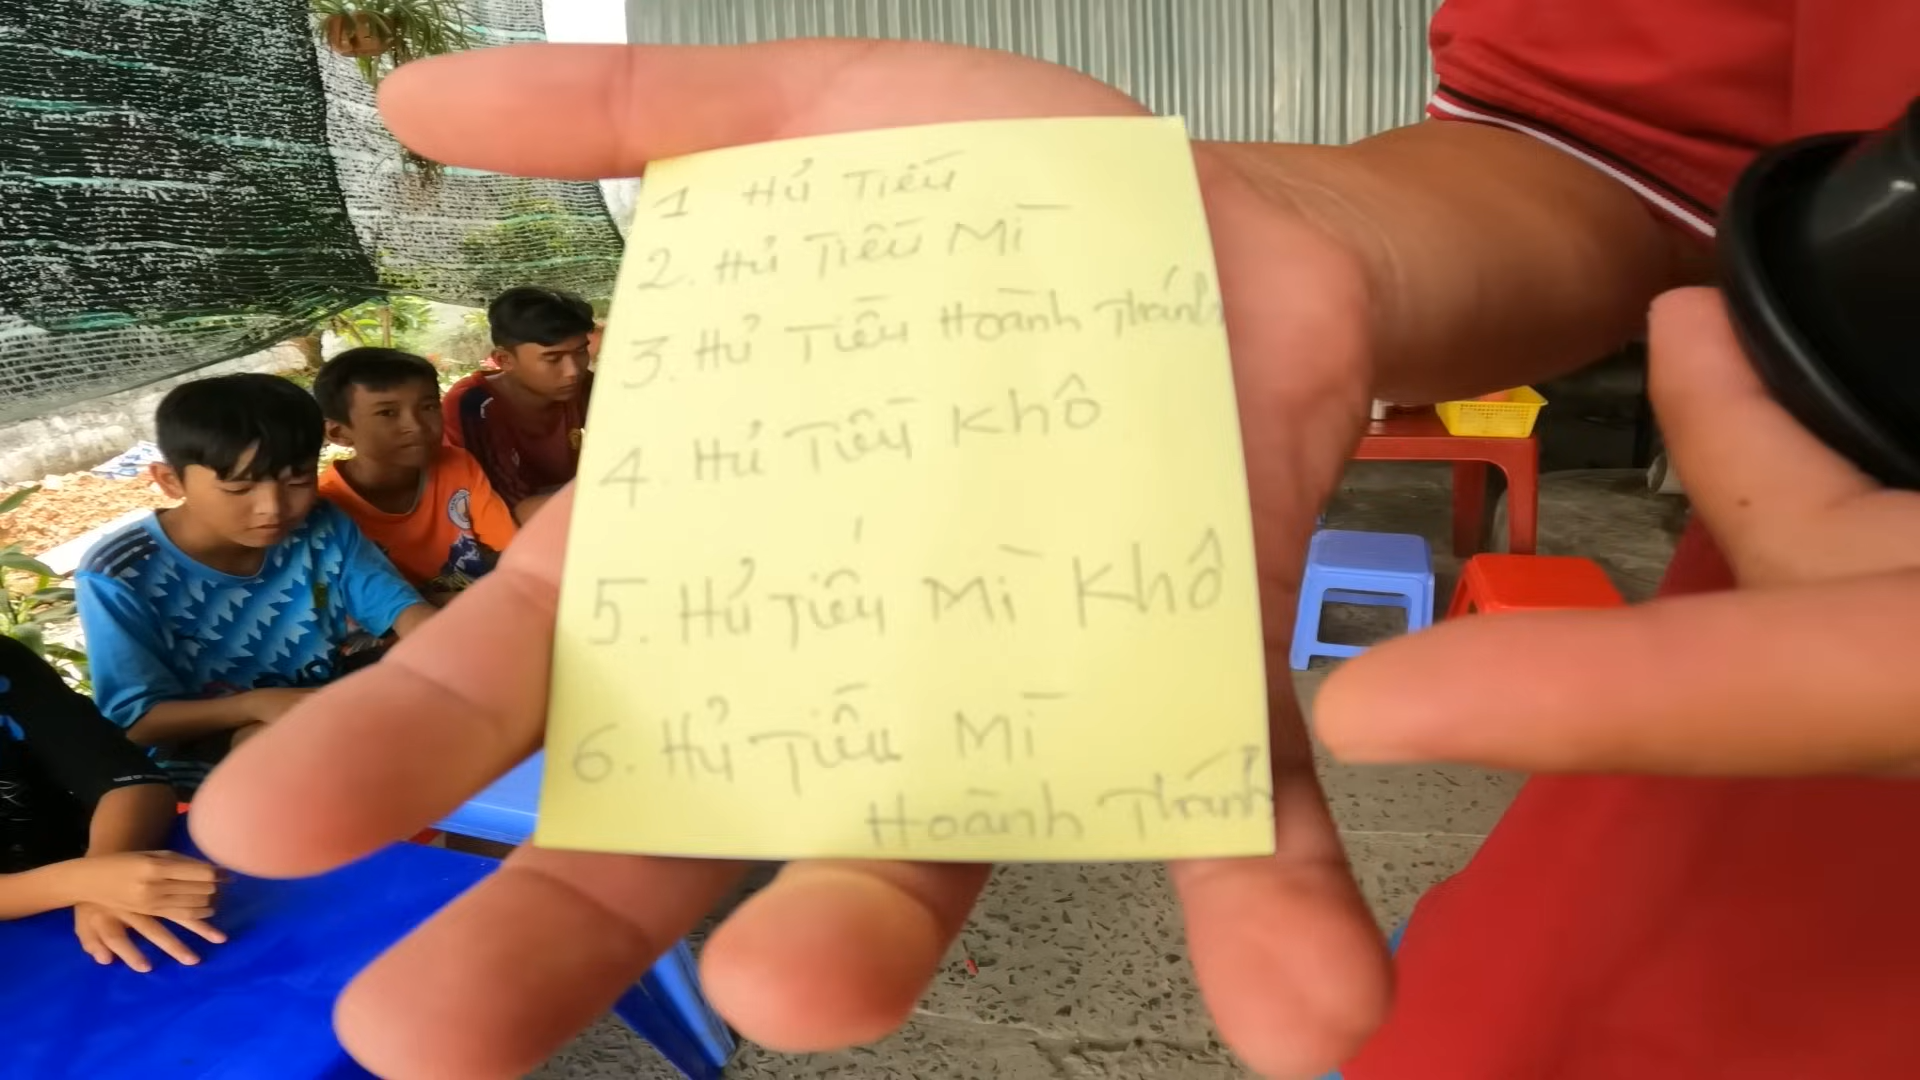 1 Hủ Tiếu
2. Hủ Tiếu Mì
3. Hủ Tiếu Hoành Thánh
4 Hủ Tiếu Khô
5. Hủ Tiếu Mì Khô
6. Hủ Tiếu Mì
Hoành Thánh